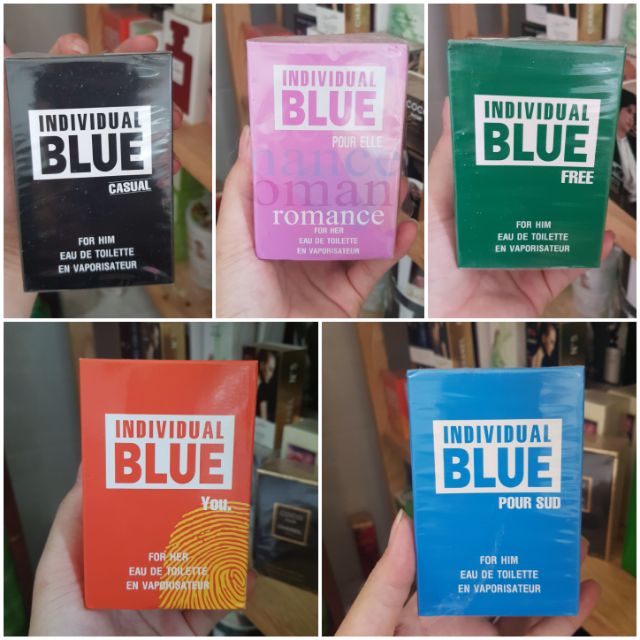 INDIVIDUAL
BLUE
CASUAL
FOR HIM
EAU DE TOILETTE
EN VAPORISATEUR
INDIVIDUAL
BLUE
POUR ELLE
romance
FOR HER
EAU DE TOILETTE
EN VAPORISATEUR
INDIVIDUAL
BLUE
FREE
FOR HIM
EAU DE TOILETTE
EN VAPORISATEUR
INDIVIDUAL
BLUE
You.
FOR HER
EAU DE TOILETTE
EN VAPORISATEUR
INDIVIDUAL
BLUE
POUR SUD
FOR HIM
EAU DE TOILETTE
EN VAPORISATEUR